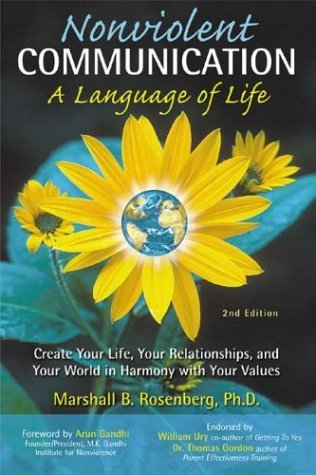 Nonviolent
COMMUNICATION
A Language of Life
2nd Edition
Create Your Life, Your Relationships, and
Your World in Harmony with Your Values
Marshall B. Rosenberg, Ph.D.
Foreword by Arun Gandhi
Founder/President, M.K. Gandhi
Institute for Nonviolence
Endorsed by
William Ury co-author of Getting To Yes
Dr. Thomas Gordon author of
Parent Effectiveness Training